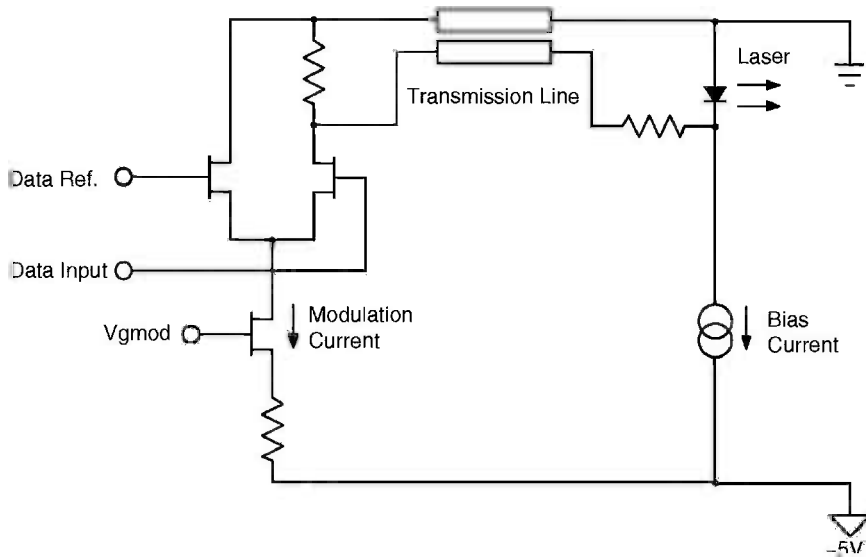 Laser
Transmission Line
Data Ref.
Data Input
Vgmod
Modulation
Current
Bias
Current
–5V